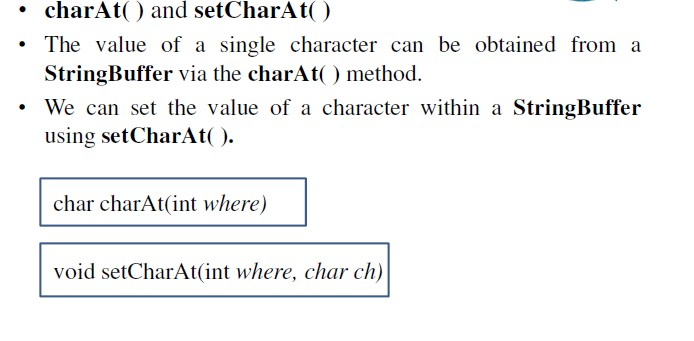 • charAt( ) and setCharAt( )
• The value of a single character can be obtained from a
StringBuffer via the charAt( ) method.
• We can set the value of a character within a StringBuffer
using setCharAt( ).
char charAt(int where)
void setCharAt(int where, char ch)